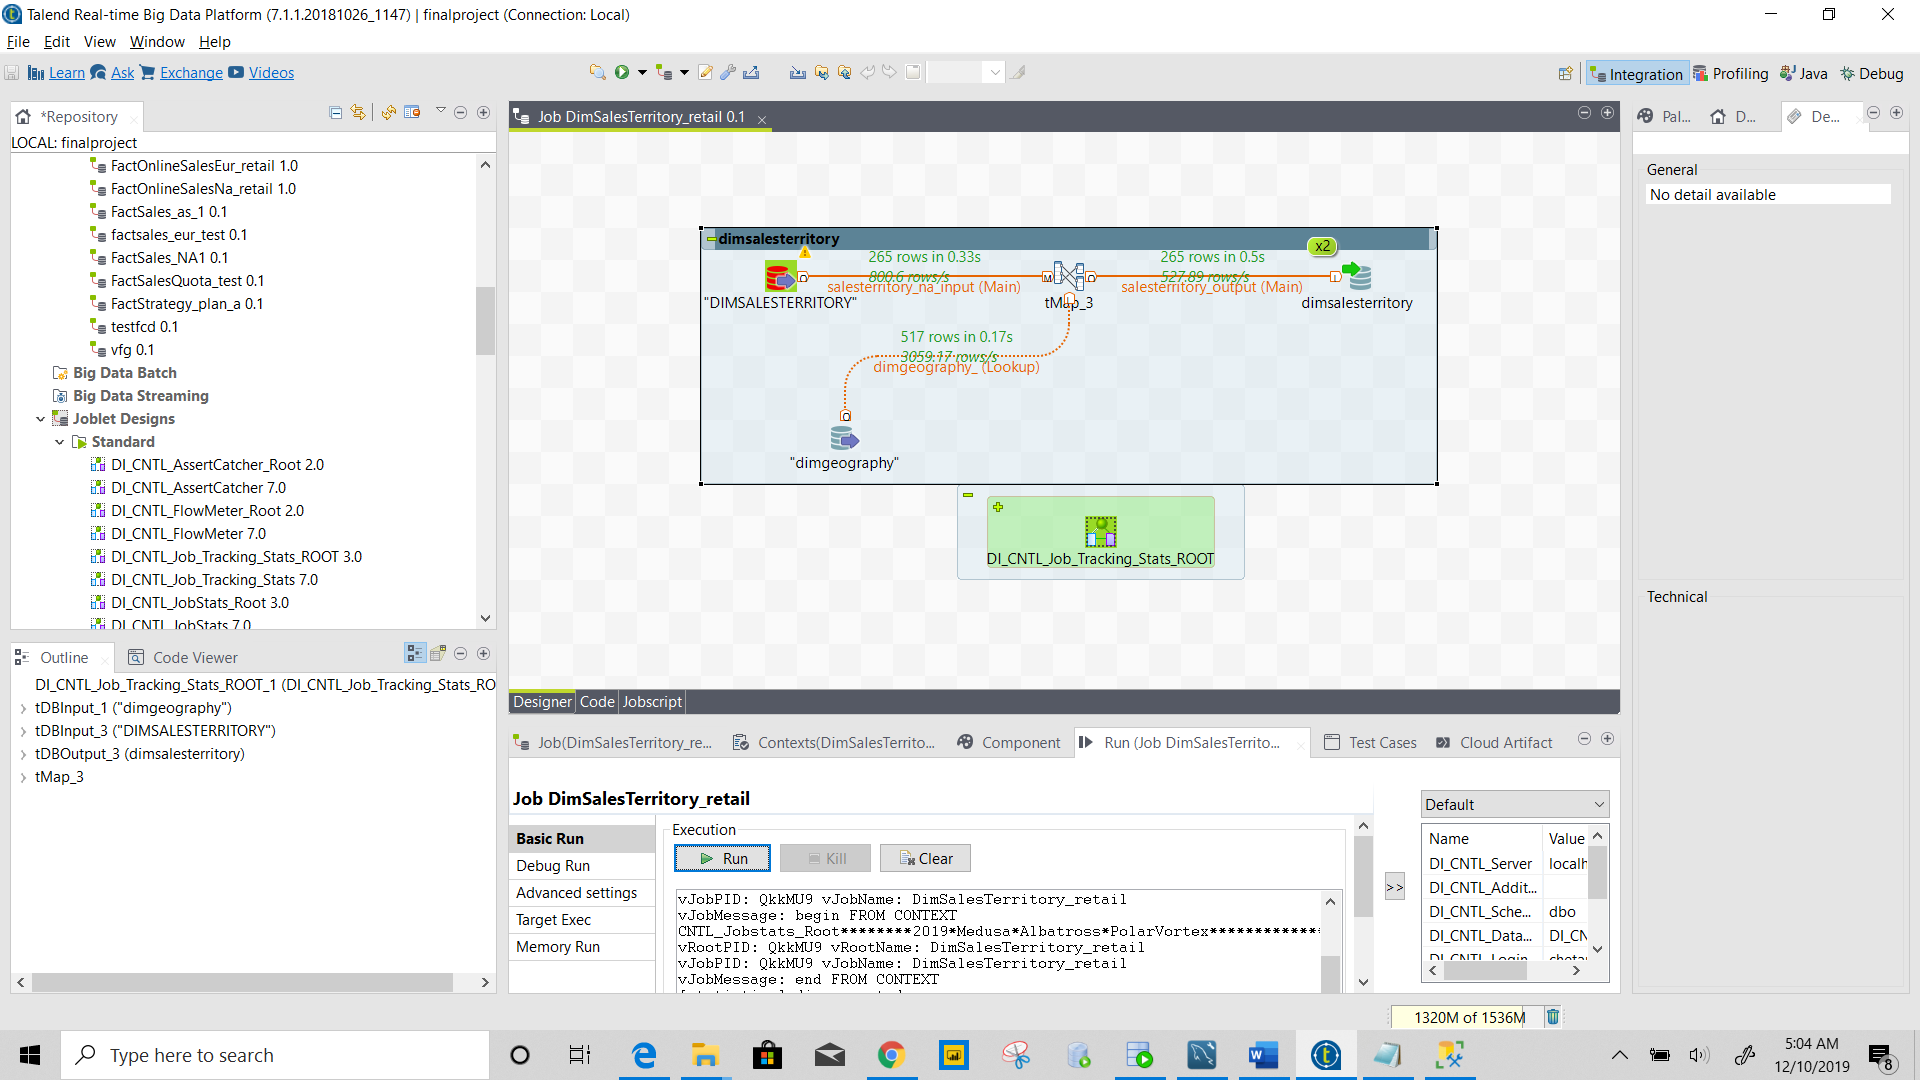 Talend Real-time Big Data Platform (7.1.1.20181026_1147) | finalproject (Connection: Local)
File Edit View Window Help
Learn Ask Exchange Videos
Integration Profiling Java Debug
*Repository
LOCAL: finalproject
FactOnlineSalesEur_retail 1.0
FactOnlineSalesNa_retail 1.0
FactSales_as_1 0.1
factsales_eur_test 0.1
FactSales_NA1 0.1
FactSalesQuota_test 0.1
FactStrategy_plan_a 0.1
testfcd 0.1
vfg 0.1
Big Data Batch
Big Data Streaming
Joblet Designs
Standard
DI_CNTL_AssertCatcher_Root 2.0
DI_CNTL_AssertCatcher 7.0
DI_CNTL_FlowMeter_Root 2.0
DI_CNTL_FlowMeter 7.0
DI_CNTL_Job_Tracking_Stats_ROOT 3.0
DI_CNTL_Job_Tracking_Stats 7.0
DI_CNTL_JobStats_Root 3.0
DI_CNTL_JobStats 7.0
Outline
Code Viewer
DI_CNTL_Job_Tracking_Stats_ROOT_1 (DI_CNTL_Job_Tracking_Stats_RO
tDBInput_1 ("dimgeography")
tDBInput_3 ("DIMSALESTERRITORY")
tDBOutput_3 (dimsalesterritory)
tMap_3
Job DimSalesTerritory_retail 0.1
dimsalesterritory
x2
265 rows in 0.33s
800.6 rows/s
salesterritory_na_input (Main)
265 rows in 0.5s
527.89 rows/s
salesterritory_output (Main)
"DIMSALESTERRITORY"
tMap_3
dimsalesterritory
517 rows in 0.17s
3059.17 rows/s
dimgeography_ (Lookup)
"dimgeography"
DI_CNTL_Job_Tracking_Stats_ROOT
Designer Code Jobscript
Job(DimSalesTerritory_re...
Contexts(DimSalesTerrito...
Component
Run (Job DimSalesTerrito...
Test Cases
Cloud Artifact
Job DimSalesTerritory_retail
Basic Run
Debug Run
Advanced settings
Target Exec
Memory Run
Execution
Run Kill Clear
vJobPID: QkkMU9 vJobName: DimSalesTerritory_retail
vJobMessage: begin FROM CONTEXT
CNTL_Jobstats_Root********2019*Medusa*Albatross*PolarVortex*************
vRootPID: QkkMU9 vRootName: DimSalesTerritory_retail
vJobPID: QkkMU9 vJobName: DimSalesTerritory_retail
vJobMessage: end FROM CONTEXT
>>
Default
Name Value
DI_CNTL_Server localh
DI_CNTL_Addit...
DI_CNTL_Sche... dbo
DI_CNTL_Data... DI_CN
Pal...
D...
De...
General
No detail available
Technical
1320M of 1536M
Type here to search
5:04 AM
12/10/2019
8